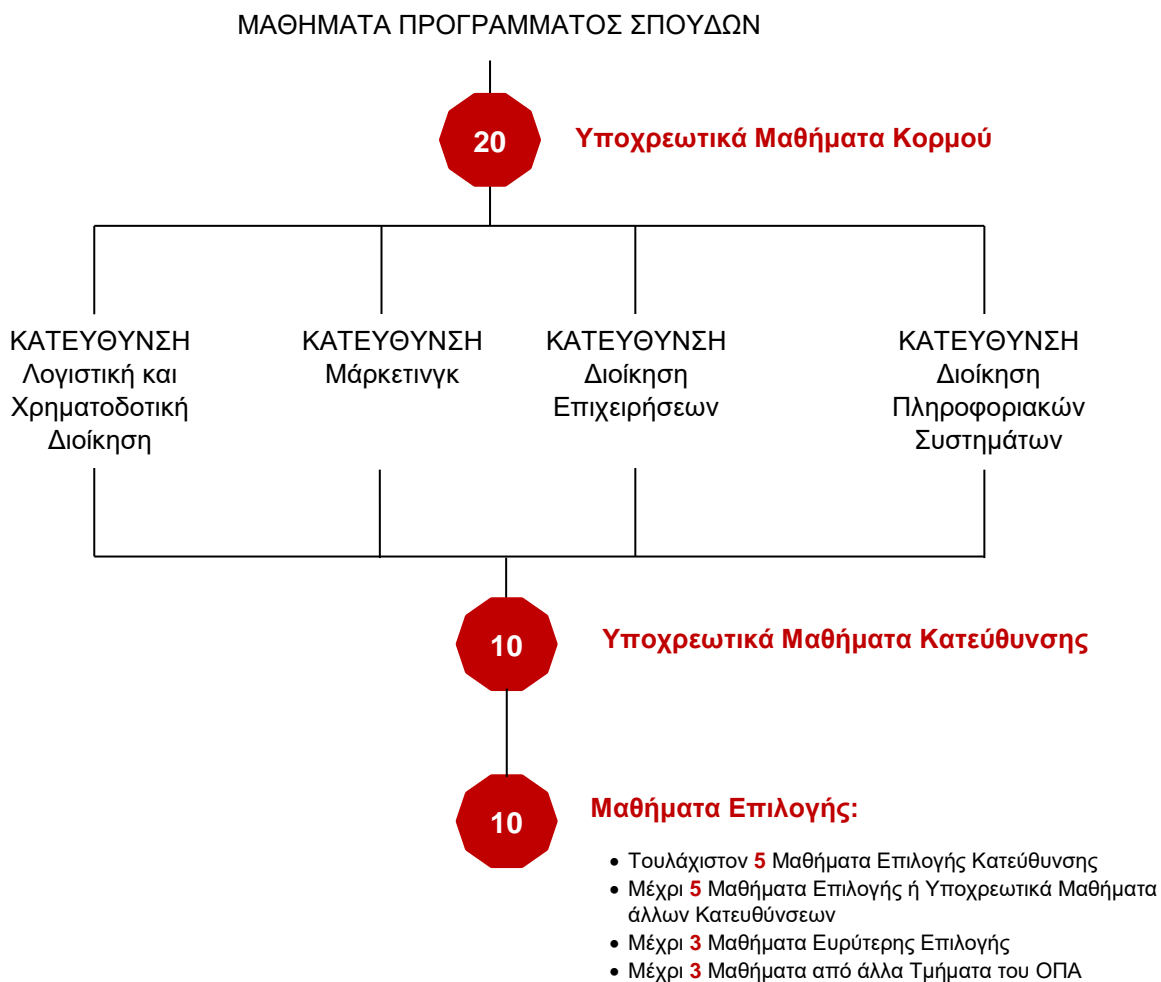 ΜΑΘΗΜΑΤΑ ΠΡΟΓΡΑΜΜΑΤΟΣ ΣΠΟΥΔΩΝ
20
Υποχρεωτικά Μαθήματα Κορμού
ΚΑΤΕΥΘΥΝΣΗ
Λογιστική και
Χρηματοδοτική
Διοίκηση
ΚΑΤΕΥΘΥΝΣΗ
Μάρκετινγκ
ΚΑΤΕΥΘΥΝΣΗ
Διοίκηση
Επιχειρήσεων
ΚΑΤΕΥΘΥΝΣΗ
Διοίκηση
Πληροφοριακών
Συστημάτων
10
Υποχρεωτικά Μαθήματα Κατεύθυνσης
10
Μαθήματα Επιλογής:
• Τουλάχιστον 5 Μαθήματα Επιλογής Κατεύθυνσης
• Μέχρι 5 Μαθήματα Επιλογής ή Υποχρεωτικά Μαθήματα
άλλων Κατευθύνσεων
• Μέχρι 3 Μαθήματα Ευρύτερης Επιλογής
• Μέχρι 3 Μαθήματα από άλλα Τμήματα του ΟΠΑ